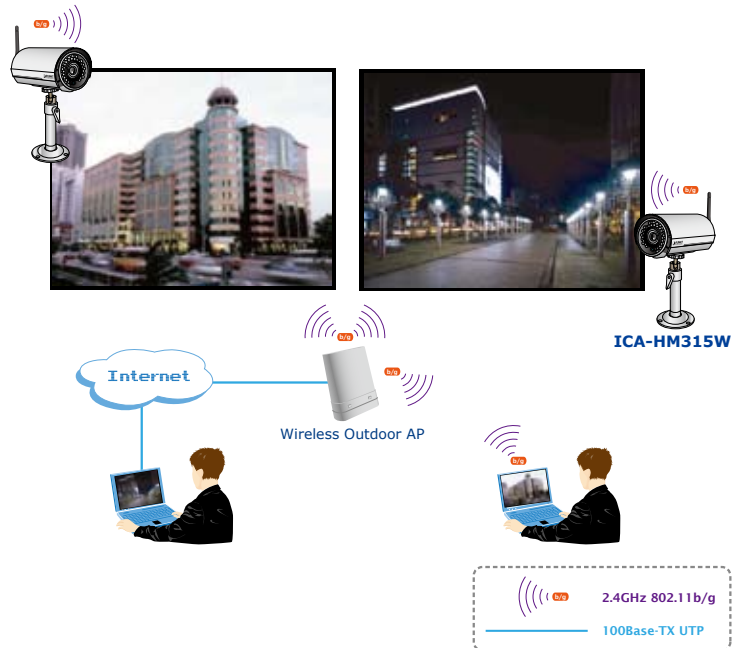 b/g
b/g
ICA-HM315W
b/g
b/g
Internet
Wireless Outdoor AP
b/g
b/g
2.4GHz 802.11b/g
100Base-TX UTP